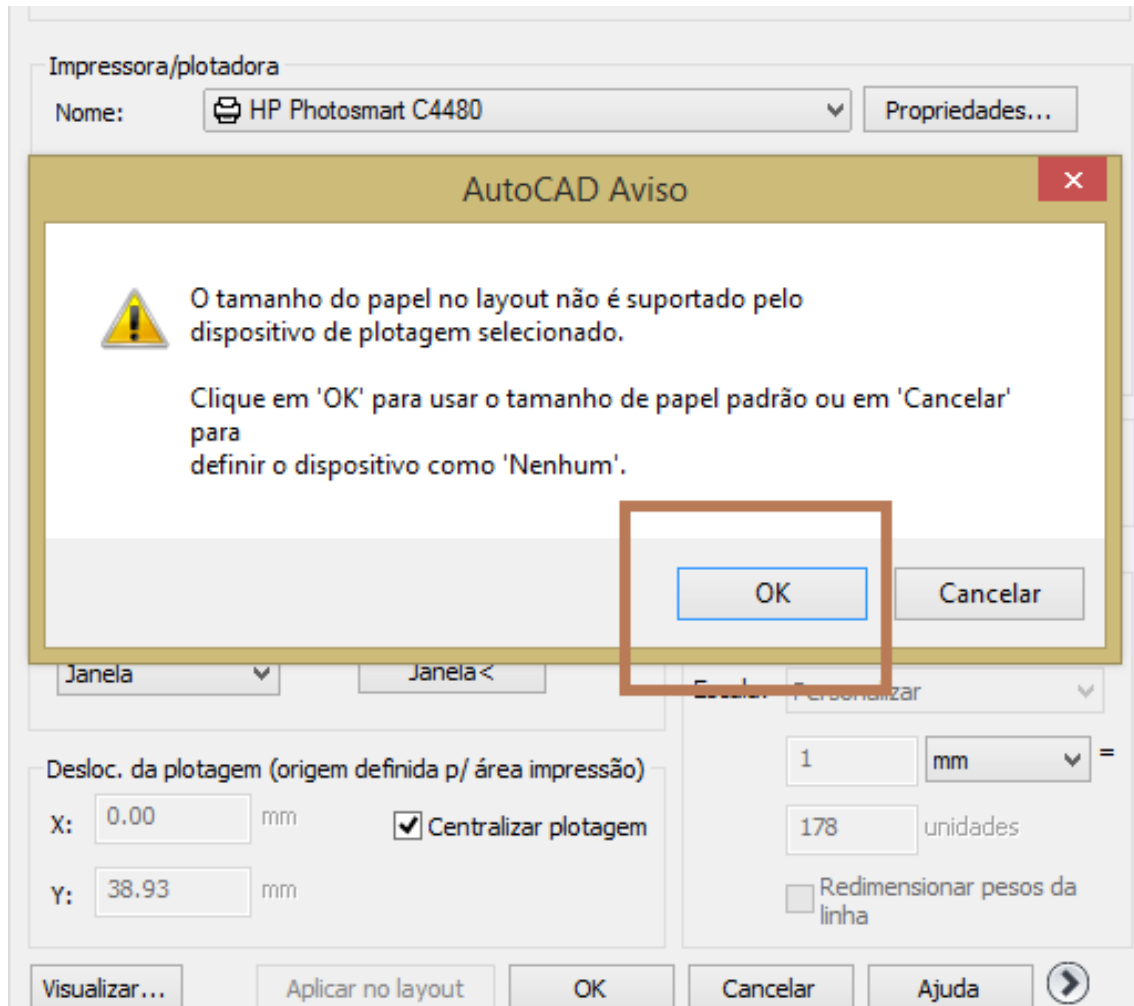 Impressora/plotadora
Nome: HP Photosmart C4480 Propriedades...
AutoCAD Aviso
O tamanho do papel no layout não é suportado pelo
dispositivo de plotagem selecionado.
Clique em 'OK' para usar o tamanho de papel padrão ou em 'Cancelar'
para
definir o dispositivo como 'Nenhum'.
OK Cancelar
Janela Janela< Escala: Personalizar
1 mm =
Desloc. da plotagem (origem definida p/ área impressão)
X: 0.00 mm Centralizar plotagem 178 unidades
Y: 38.93 mm Redimensionar pesos da
linha
Visualizar... Aplicar no layout OK Cancelar Ajuda